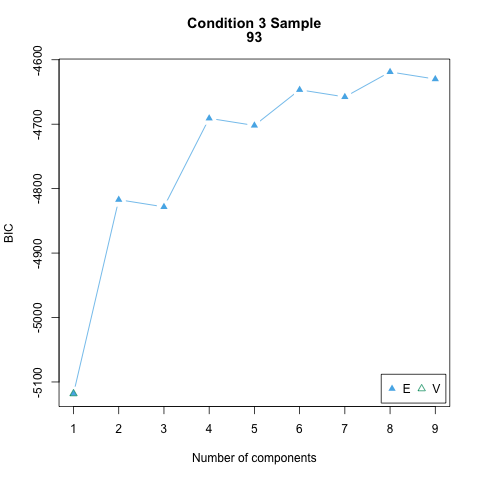 Condition 3 Sample
93
BIC
-4600
-4700
-4800
-4900
-5000
-5100
1 2 3 4 5 6 7 8 9
Number of components
E V